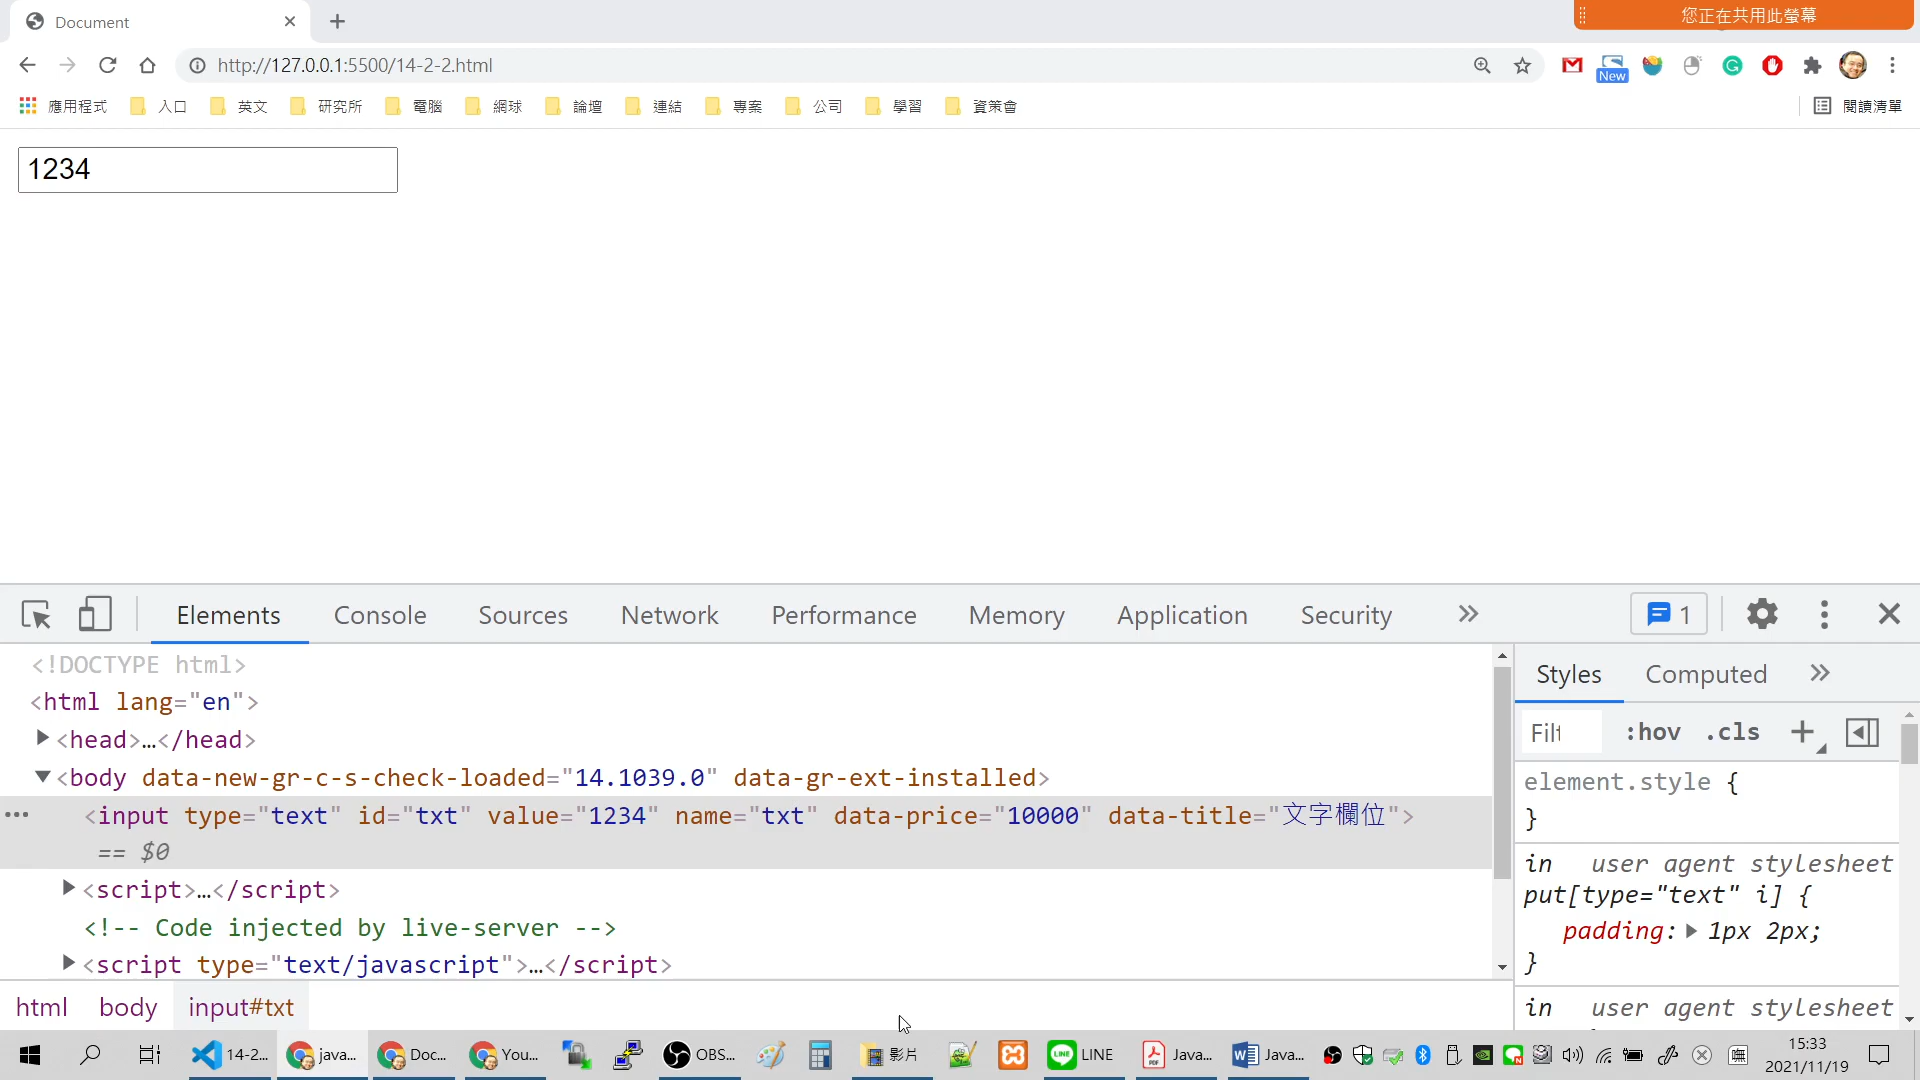 Document
您正在共用此螢幕
http://127.0.0.1:5500/14-2-2.html
New
應用程式 入口 英文 研究所 電腦 網球 論壇 連結 專案 公司 學習 資策會 閱讀清單
1234
Elements Console Sources Network Performance Memory Application Security 1
<!DOCTYPE html>
<html lang="en">
<head>…</head>
<body data-new-gr-c-s-check-loaded="14.1039.0" data-gr-ext-installed>
<input type="text" id="txt" value="1234" name="txt" data-price="10000" data-title="文字欄位">
== $0
<script>…</script>
<!-- Code injected by live-server -->
<script type="text/javascript">…</script>
html body input#txt
Styles Computed
Filt :hov .cls
element.style {
}
in user agent stylesheet
put[type="text" i] {
padding: 1px 2px;
}
in user agent stylesheet
14-2... java... Doc... You... OBS... 影片 LINE Java... Java...
15:33
2021/11/19